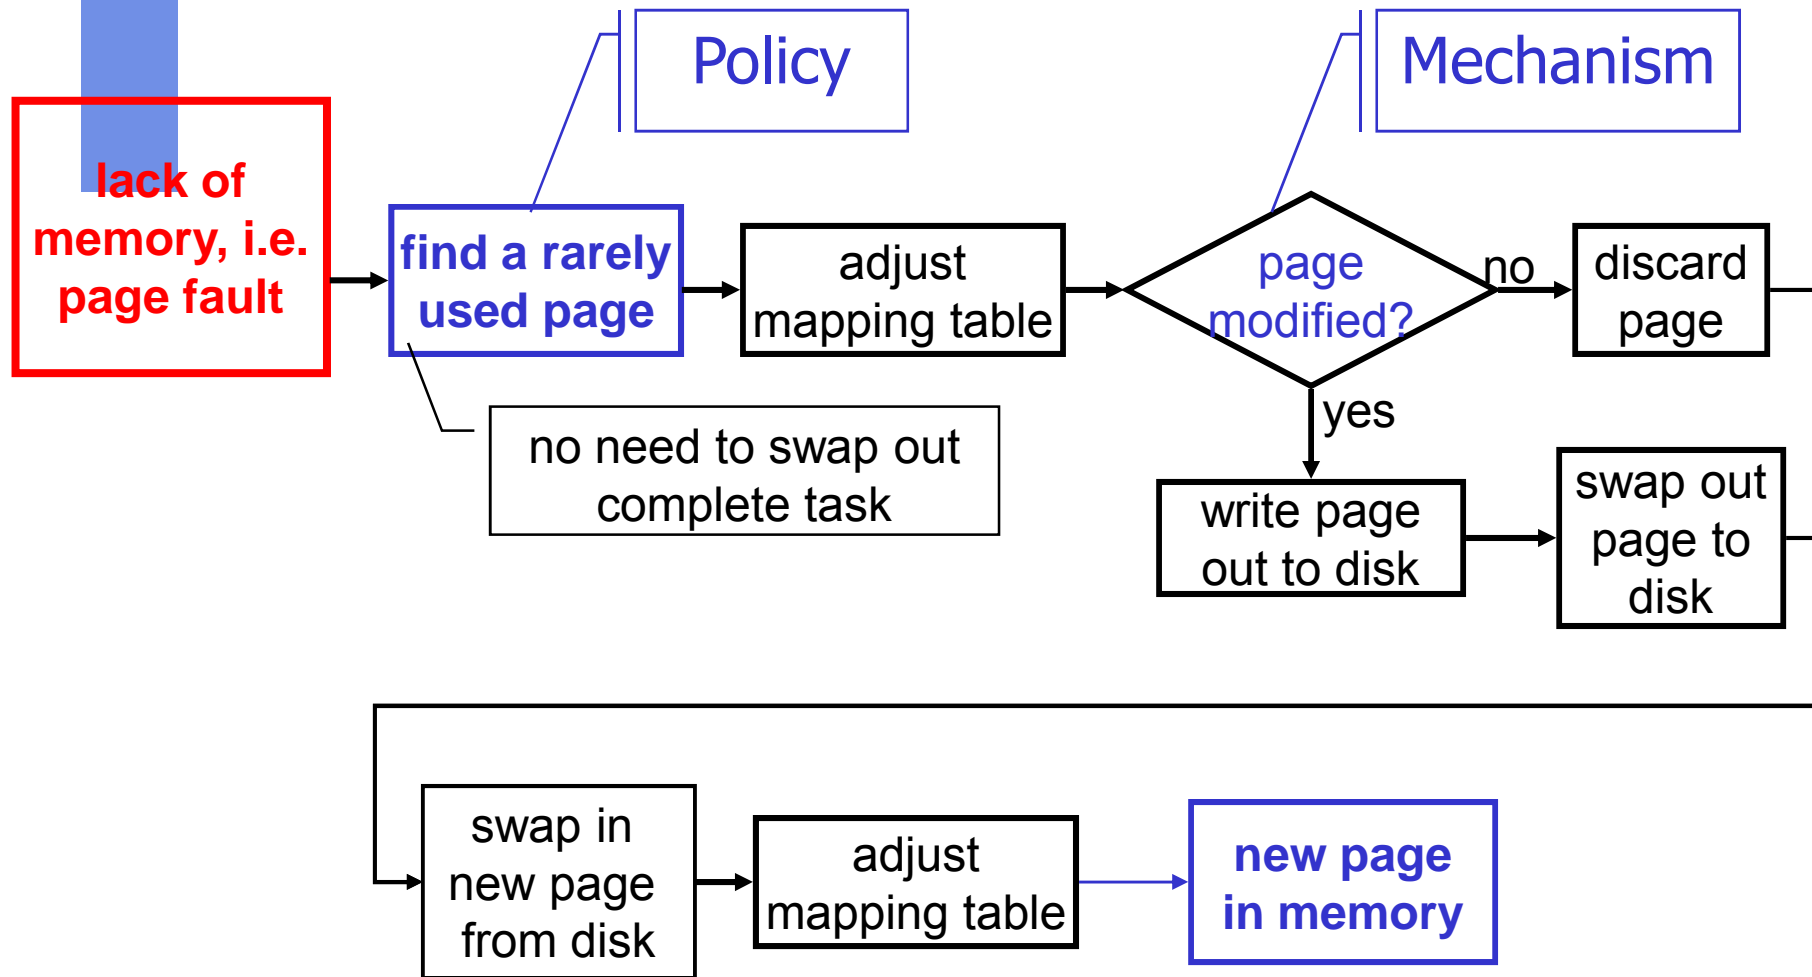 Policy
Mechanism
lack of
memory, i.e.
page fault
find a rarely
used page
adjust
mapping table
page
modified?
no
discard
page
yes
no need to swap out
complete task
write page
out to disk
swap out
page to
disk
swap in
new page
from disk
adjust
mapping table
new page
in memory